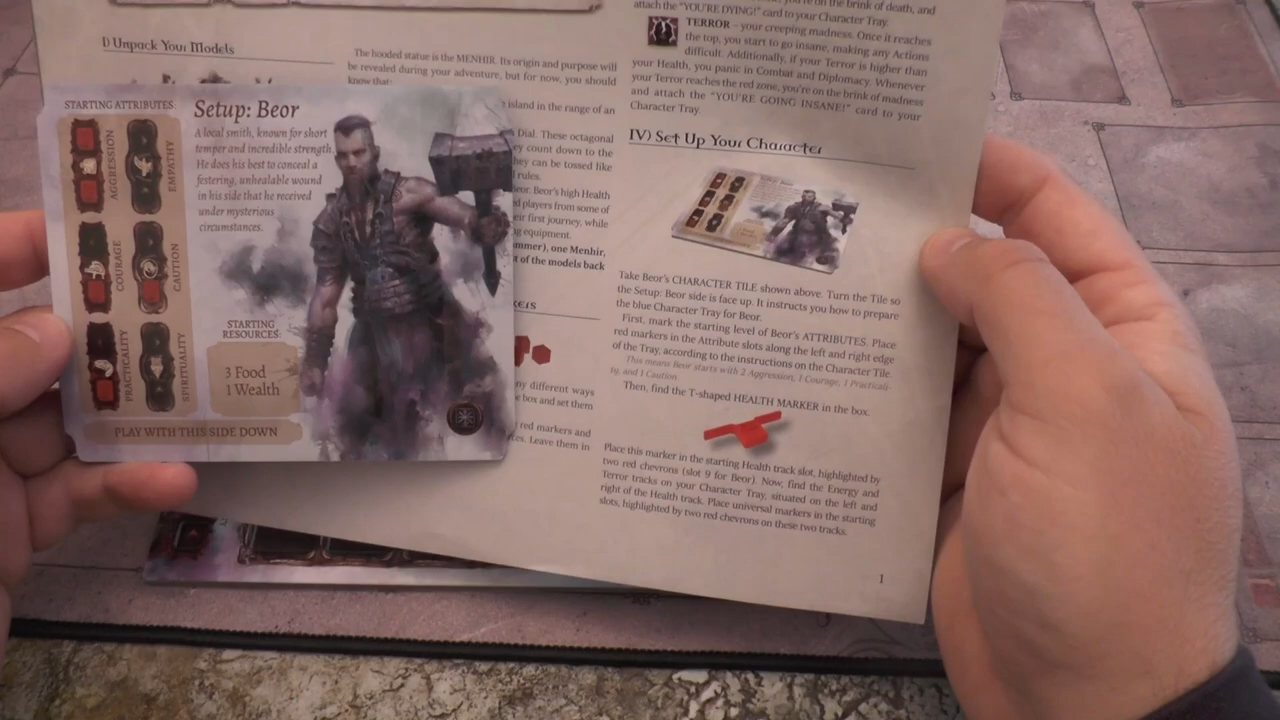 STARTING ATTRIBUTES:
AGGRESSION
EMPATHY
COURAGE
CAUTION
PRACTICALITY
SPIRITUALITY
Setup: Beor
A local smith, known for short
temper and incredible strength.
He does his best to conceal a
festering, unhealable wound
in his side that he received
under mysterious
circumstances.
STARTING
RESOURCES:
3 Food
1 Wealth
PLAY WITH THIS SIDE DOWN
I) Unpack Your Models
The hooded statue is the MENHIR. Its origin and purpose will
be revealed during your adventure, but for now, you should
know that:
island in the range of an
Dial. These octagonal
count down to the
they can be tossed like
rules.
Beor's high Health
players from some of
first journey, while
equipment.
one Menhir,
of the models back
different ways
box and set them
red markers and
Leave them in
on the brink of death, and
attach the "YOU'RE DYING!" card to your Character Tray.
TERROR – your creeping madness. Once it reaches
the top, you start to go insane, making any Actions
difficult. Additionally, if your Terror is higher than
your Health, you panic in Combat and Diplomacy. Whenever
your Terror reaches the red zone, you're on the brink of madness
and attach the "YOU'RE GOING INSANE!" card to your
Character Tray.
IV) Set Up Your Character
Take Beor's CHARACTER TILE shown above. Turn the Tile so
the Setup: Beor side is face up. It instructs you how to prepare
the blue Character Tray for Beor.
First, mark the starting level of Beor's ATTRIBUTES. Place
red markers in the Attribute slots along the left and right edge
of the Tray, according to the instructions on the Character Tile.
This means Beor starts with 2 Aggression, 1 Courage, 1 Practicali-
ty, and 1 Caution
Then, find the T-shaped HEALTH MARKER in the box.
Place this marker in the starting Health track slot, highlighted by
two red chevrons (slot 9 for Beor). Now, find the Energy and
Terror tracks on your Character Tray, situated on the left and
right of the Health track. Place universal markers in the starting
slots, highlighted by two red chevrons on these two tracks.
1